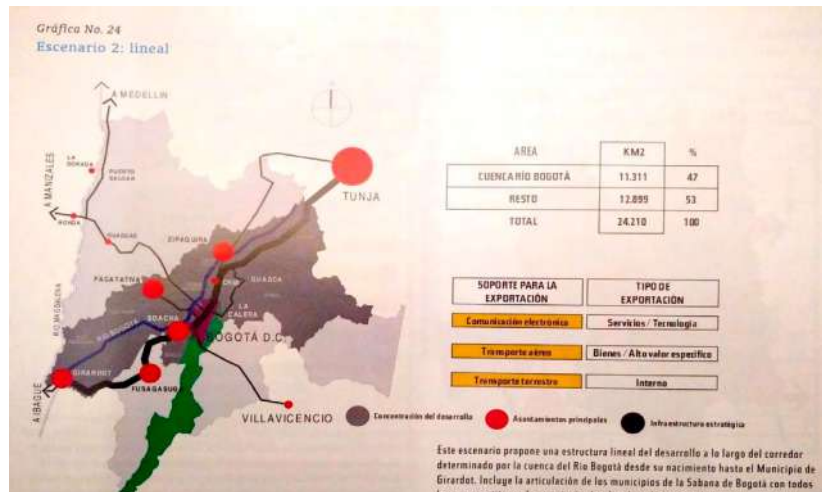 Gráfica No. 24
Escenario 2: lineal
A MEDELLIN
LA DORADA
PUERTO SALGAR
A MANIZALES
HONDA
GUADUAS
TUNJA
ZIPAQUIRA
CHIA
GUASCA
LA CALERA
RIO MAGDALENA
RIO BOGOTÁ
SOACHA
BOGOTÁ D.C.
GIRARDOT
A IBAGUE
VILLAVICENCIO
AREA KM2 %
CUENCA RÍO BOGOTÁ 11.311 47
RESTO 12.899 53
TOTAL 24.210 100
SOPORTE PARA LA EXPORTACIÓN
TIPO DE EXPORTACIÓN
Comunicación electrónica Servicios / Tecnología
Transporte aéreo Bienes / Alto valor específico
Transporte terrestre Interno
Concentración del desarrollo Asentamientos principales Infraestructura estratégica
Este escenario propone una estructura lineal del desarrollo a lo largo del corredor
determinado por la cuenca del Río Bogotá desde su nacimiento hasta el Municipio de
Girardot. Incluye la articulación de los municipios de la Sabana de Bogotá con todos